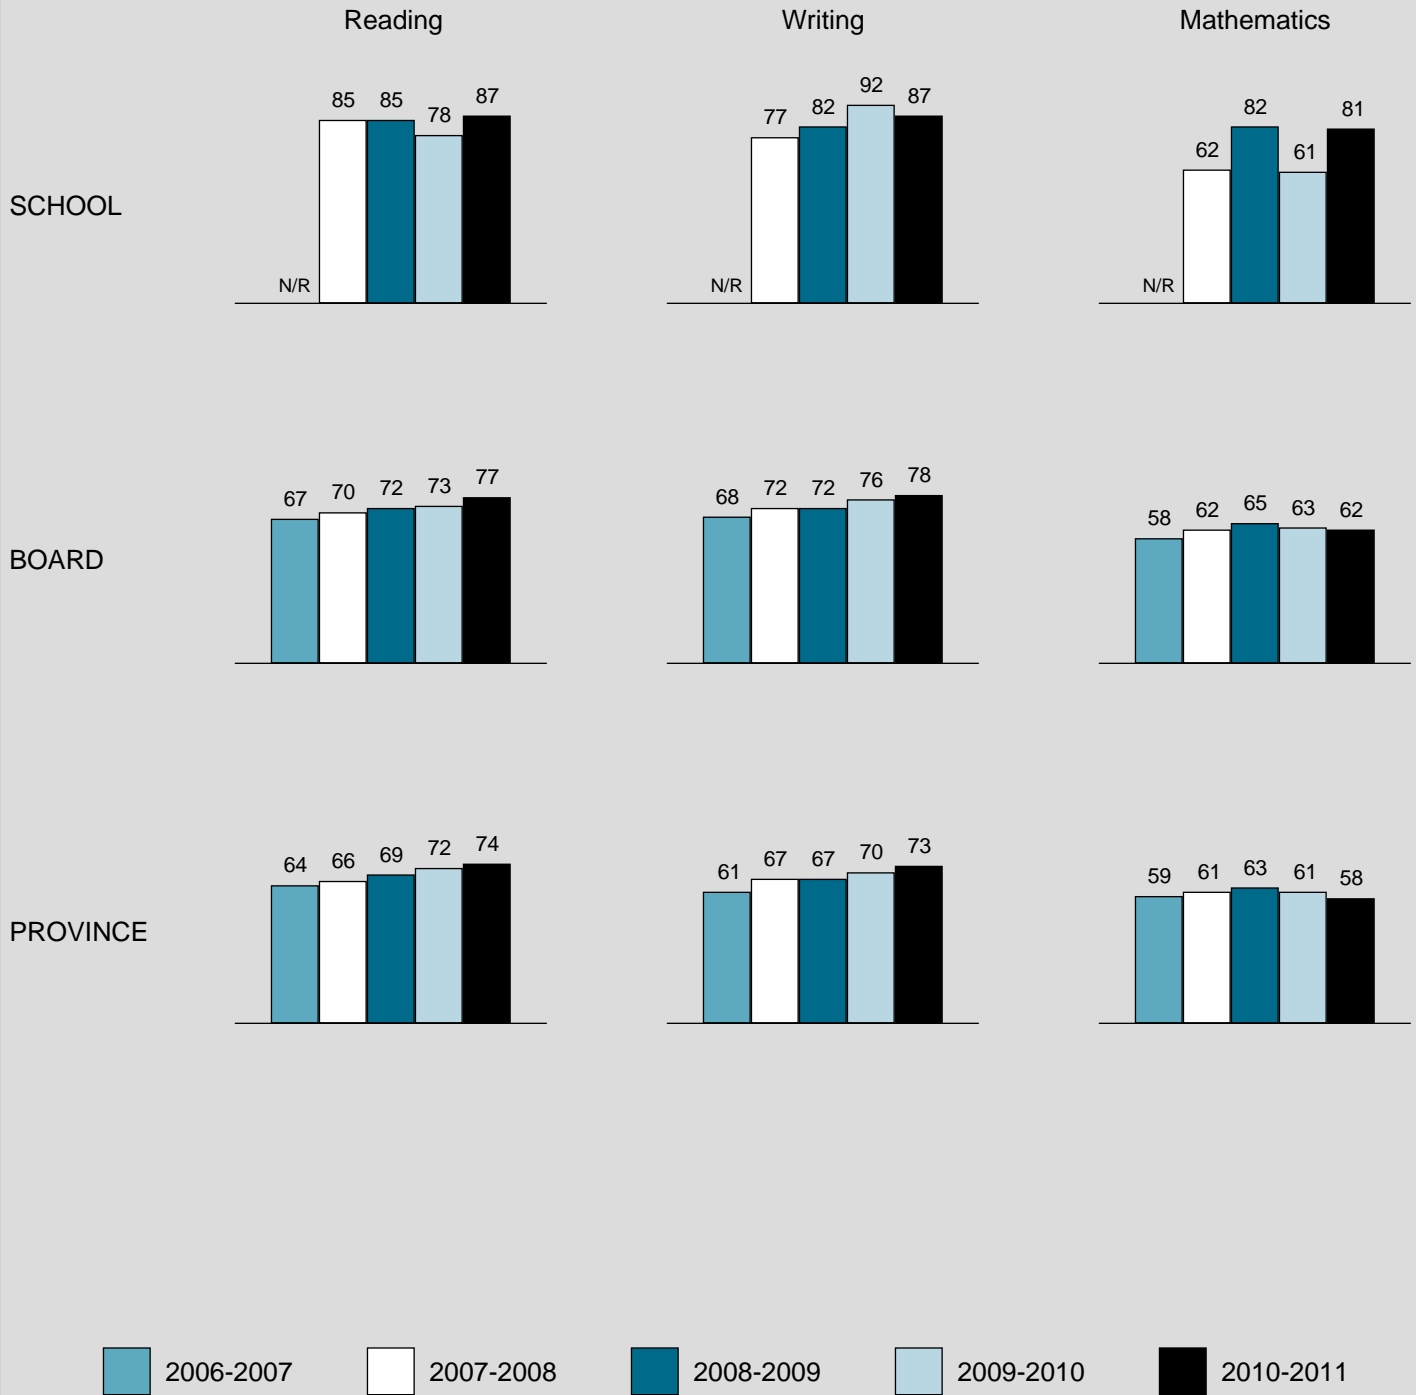 Reading Writing Mathematics
SCHOOL
N/R 85 85 78 87
N/R 77 82 92 87
N/R 62 82 61 81
BOARD
67 70 72 73 77
68 72 72 76 78
58 62 65 63 62
PROVINCE
64 66 69 72 74
61 67 67 70 73
59 61 63 61 58
2006-2007 2007-2008 2008-2009 2009-2010 2010-2011